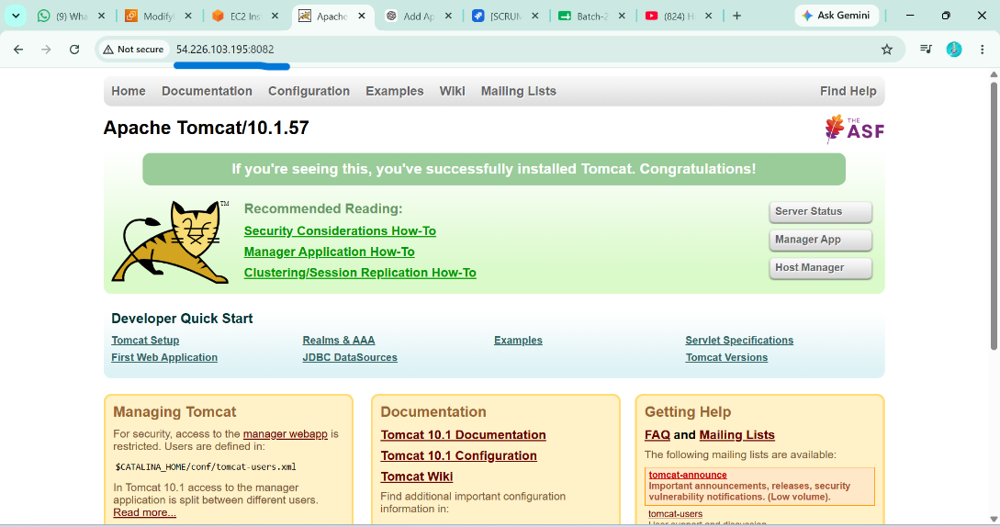 (9) Wha
Modifyi
EC2 Ins
Apache
Add Ap
[SCRUM
Batch-2
(824) H
Ask Gemini
Not secure
54.226.103.195:8082
Home Documentation Configuration Examples Wiki Mailing Lists Find Help
Apache Tomcat/10.1.57
THE
ASF
If you're seeing this, you've successfully installed Tomcat. Congratulations!
TM
Recommended Reading:
Security Considerations How-To
Manager Application How-To
Clustering/Session Replication How-To
Server Status
Manager App
Host Manager
Developer Quick Start
Tomcat Setup
First Web Application
Realms & AAA
JDBC DataSources
Examples
Servlet Specifications
Tomcat Versions
Managing Tomcat
For security, access to the manager webapp is
restricted. Users are defined in:
$CATALINA_HOME/conf/tomcat-users.xml
In Tomcat 10.1 access to the manager
application is split between different users.
Read more...
Documentation
Tomcat 10.1 Documentation
Tomcat 10.1 Configuration
Tomcat Wiki
Find additional important configuration
information in:
Getting Help
FAQ and Mailing Lists
The following mailing lists are available:
tomcat-announce
Important announcements, releases, security
vulnerability notifications. (Low volume).
tomcat-users
User support and discussion